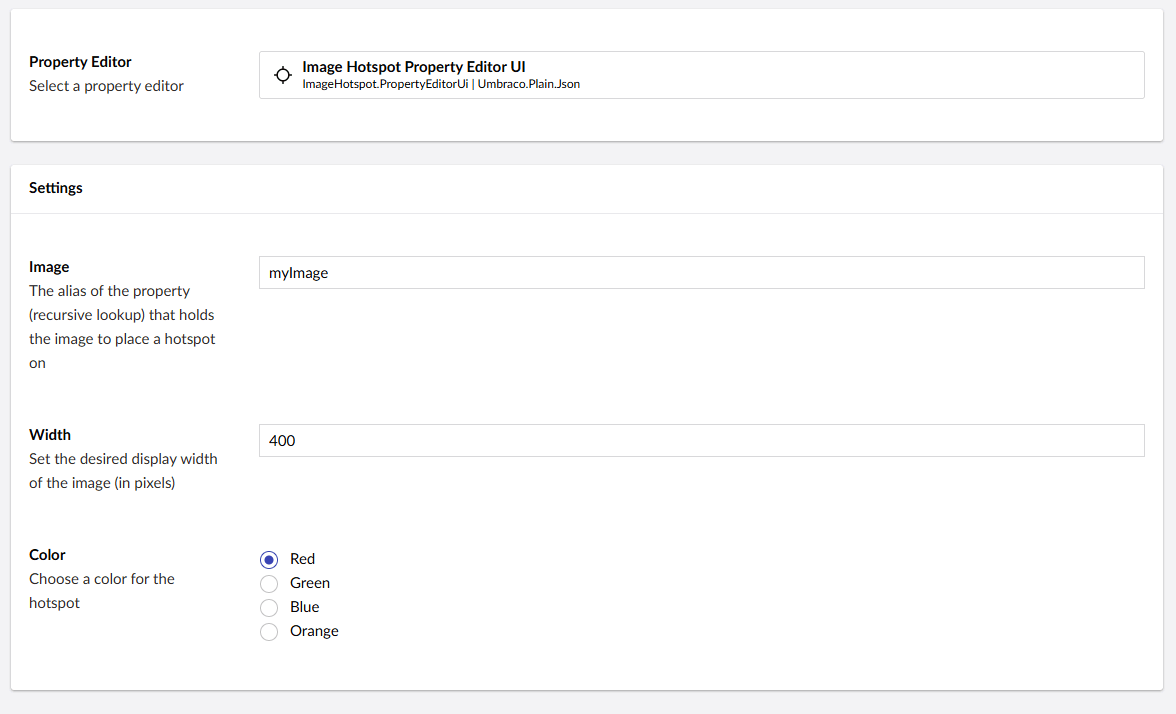 Property Editor
Select a property editor
Image Hotspot Property Editor UI
ImageHotspot.PropertyEditorUi | Umbraco.Plain.Json
Settings
Image
The alias of the property
(recursive lookup) that holds
the image to place a hotspot
on
myImage
Width
Set the desired display width
of the image (in pixels)
400
Color
Choose a color for the
hotspot
Red
Green
Blue
Orange